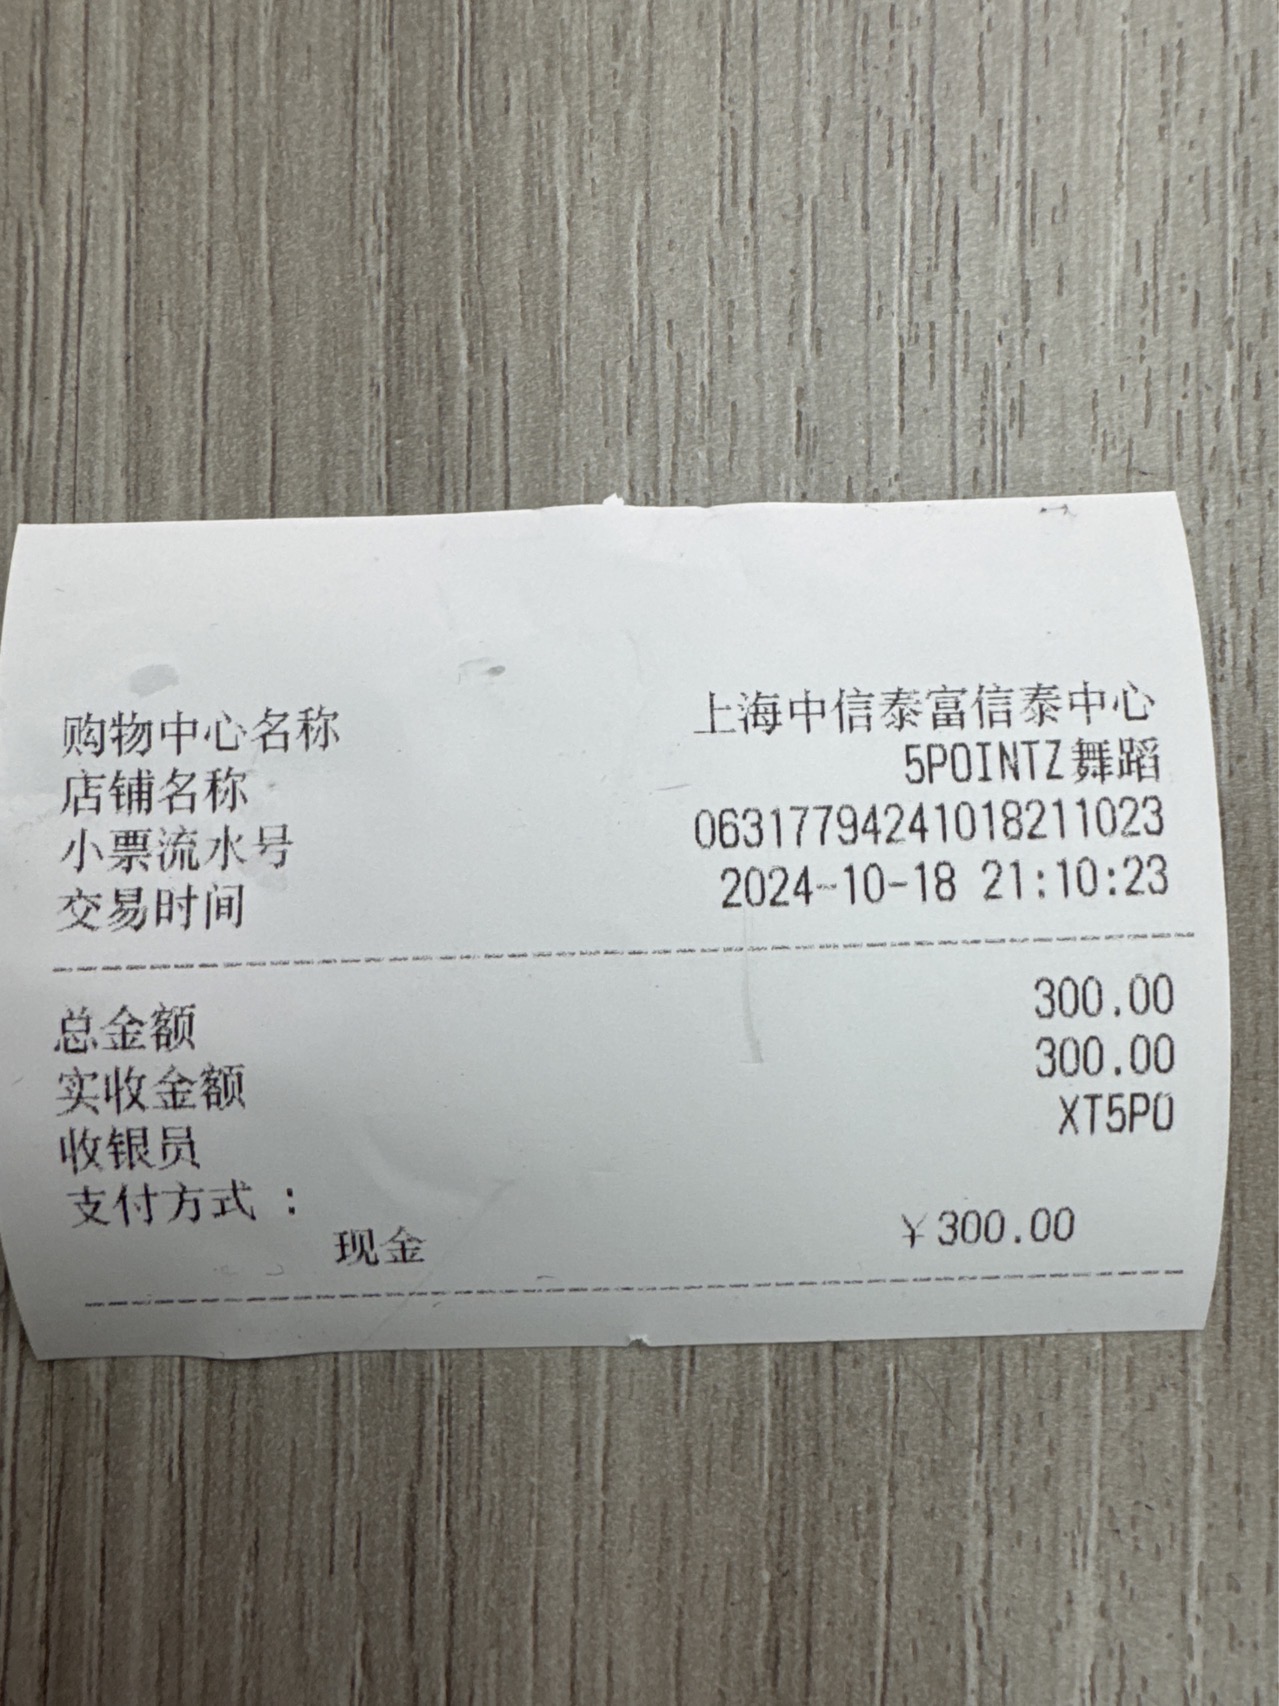 购物中心名称 上海中信泰富信泰中心
店铺名称 5POINTZ舞蹈
小票流水号 06317794241018211023
交易时间 2024-10-18 21:10:23
总金额 300.00
实收金额 300.00
收银员 XT5PO
支付方式 :
现金 ¥300.00